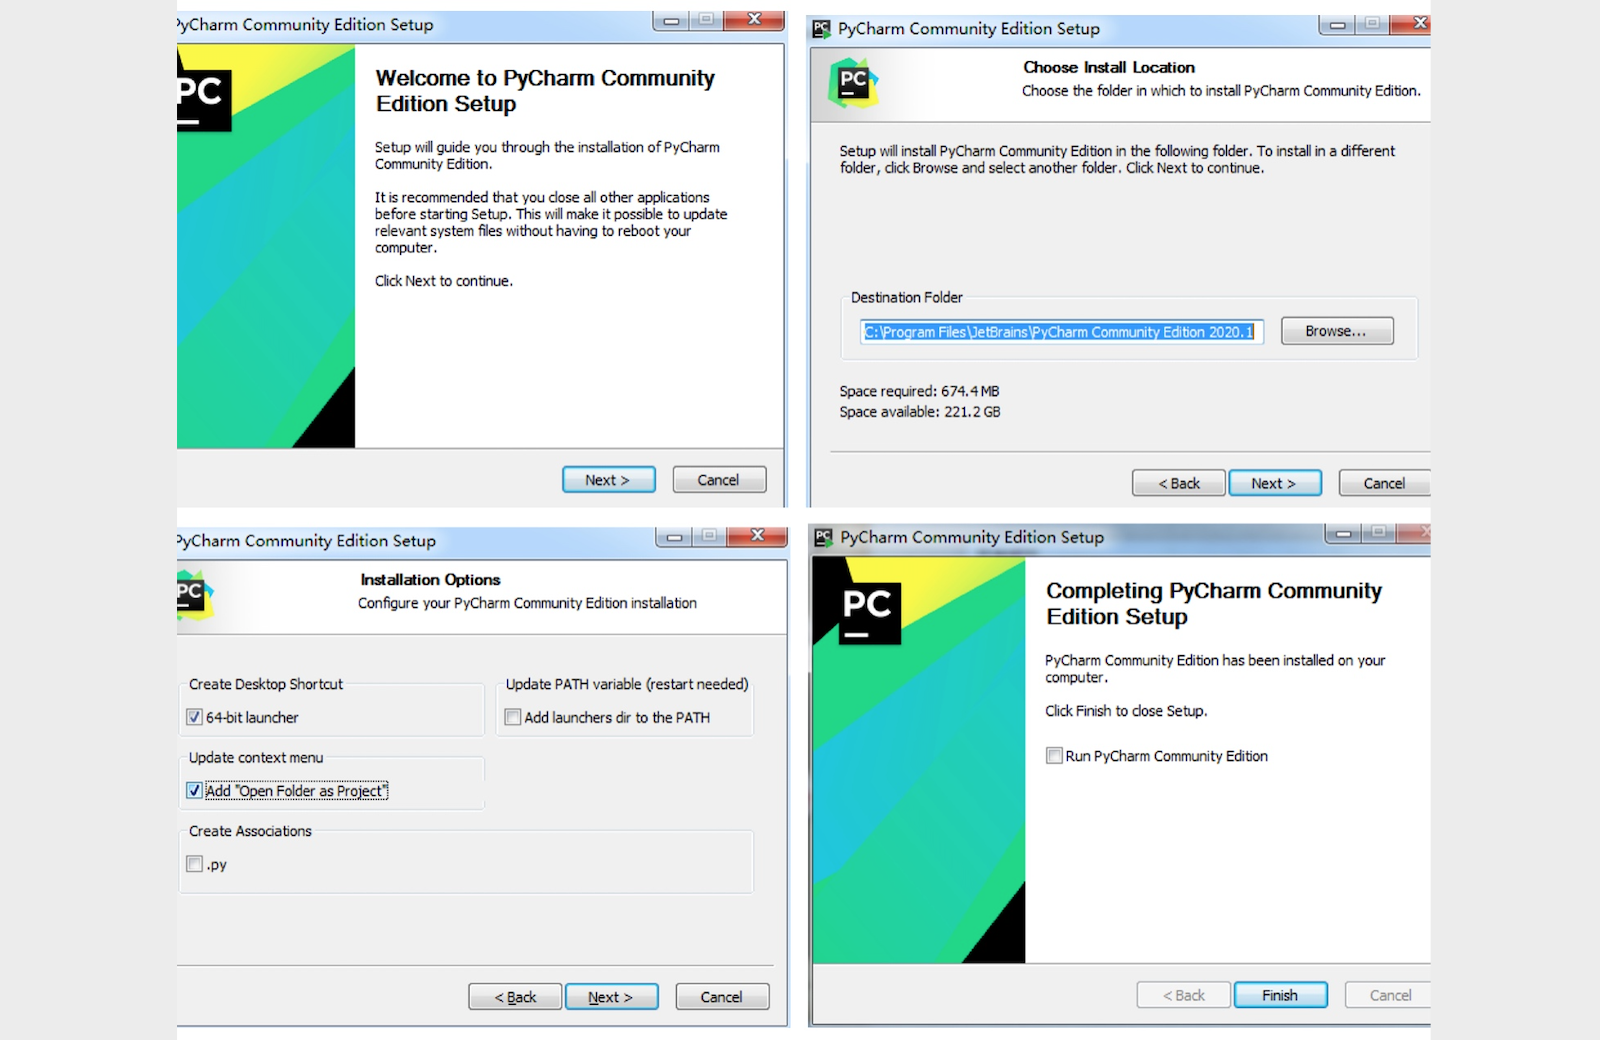 PyCharm Community Edition Setup
PC
Welcome to PyCharm Community
Edition Setup
Setup will guide you through the installation of PyCharm
Community Edition.
It is recommended that you close all other applications
before starting Setup. This will make it possible to update
relevant system files without having to reboot your
computer.
Click Next to continue.
Next >
Cancel
PC PyCharm Community Edition Setup
PC
Choose Install Location
Choose the folder in which to install PyCharm Community Edition.
Setup will install PyCharm Community Edition in the following folder. To install in a different
folder, click Browse and select another folder. Click Next to continue.
Destination Folder
C:\Program Files\JetBrains\PyCharm Community Edition 2020.1
Browse...
Space required: 674.4 MB
Space available: 221.2 GB
< Back
Next >
Cancel
PyCharm Community Edition Setup
PC
Installation Options
Configure your PyCharm Community Edition installation
Create Desktop Shortcut
64-bit launcher
Update PATH variable (restart needed)
Add launchers dir to the PATH
Update context menu
Add "Open Folder as Project"
Create Associations
.py
< Back
Next >
Cancel
PC PyCharm Community Edition Setup
PC
Completing PyCharm Community
Edition Setup
PyCharm Community Edition has been installed on your
computer.
Click Finish to close Setup.
Run PyCharm Community Edition
< Back
Finish
Cancel